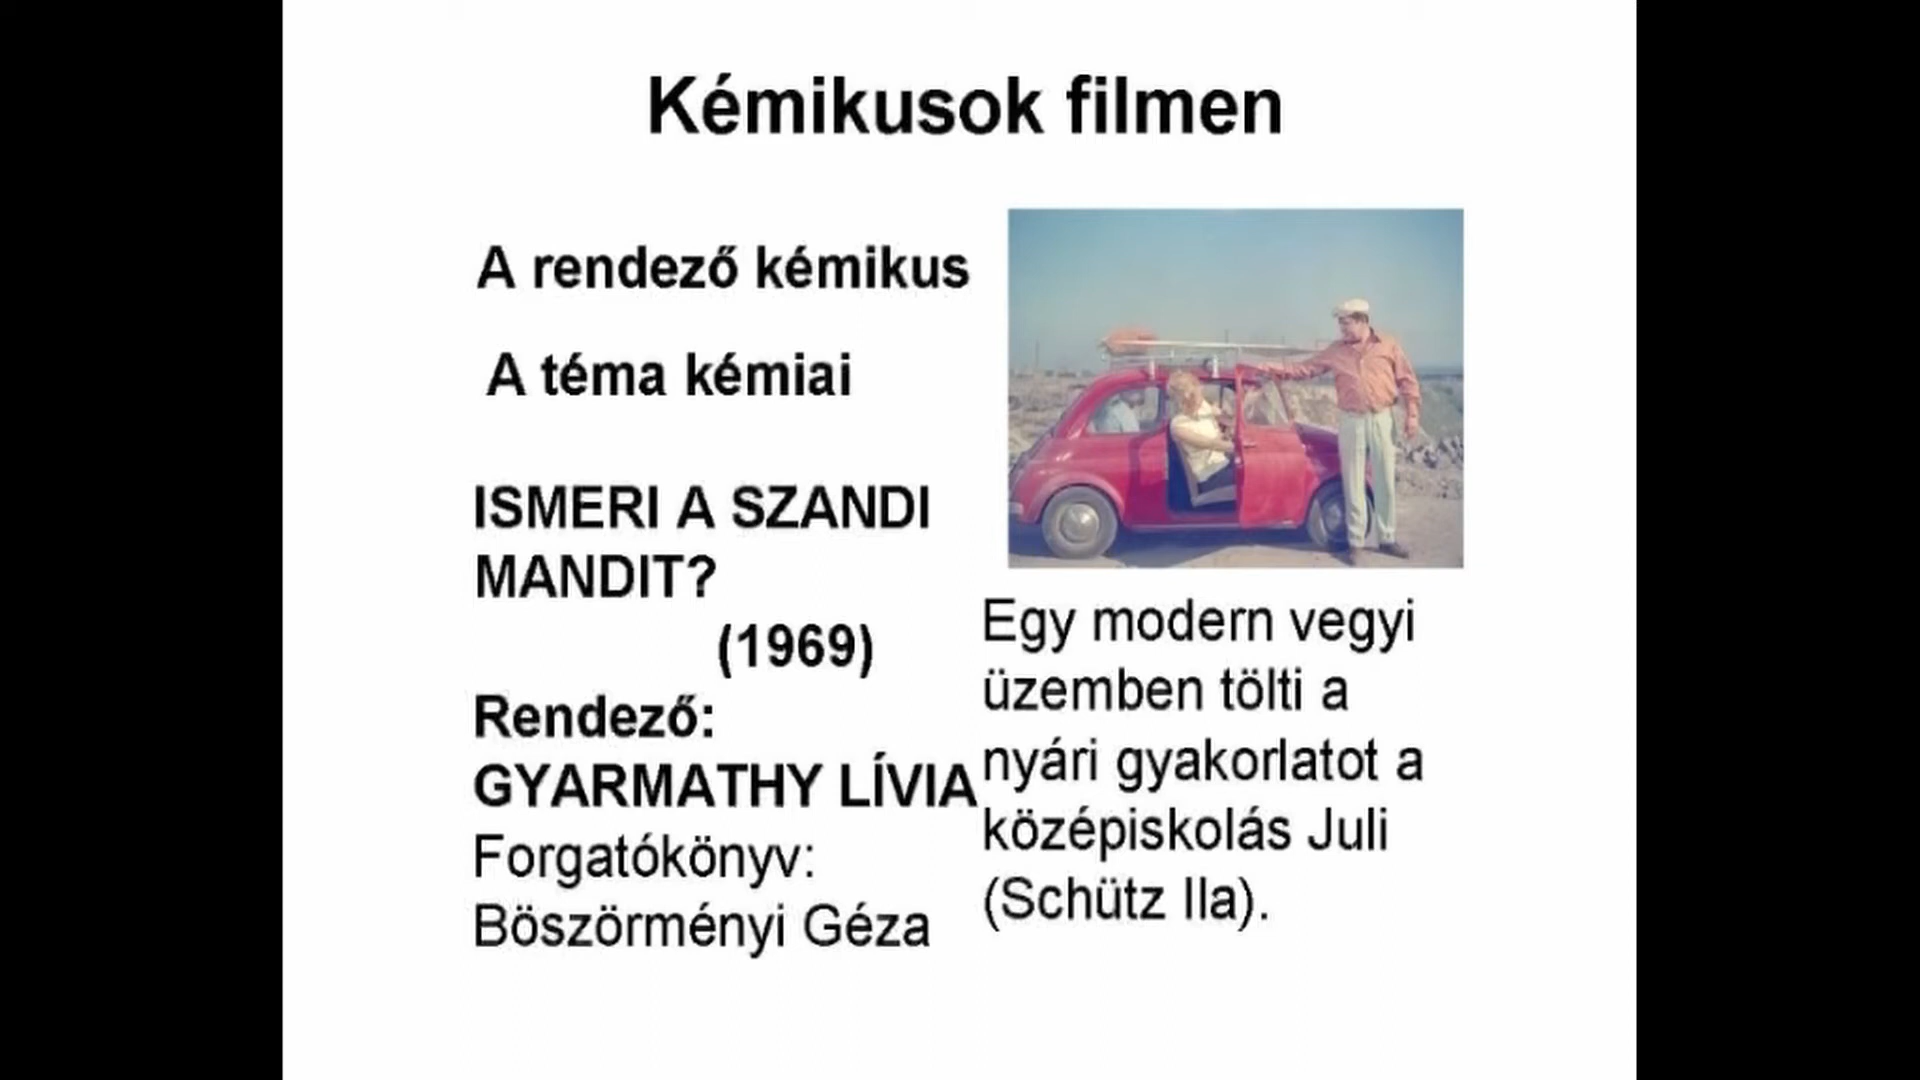 Kémikusok filmen
A rendező kémikus
A téma kémiai
ISMERI A SZANDI
MANDIT?
(1969)
Rendező:
GYARMATHY LÍVIA
Forgatókönyv:
Böszörményi Géza
Egy modern vegyi
üzemben tölti a
nyári gyakorlatot a
középiskolás Juli
(Schütz Ila).